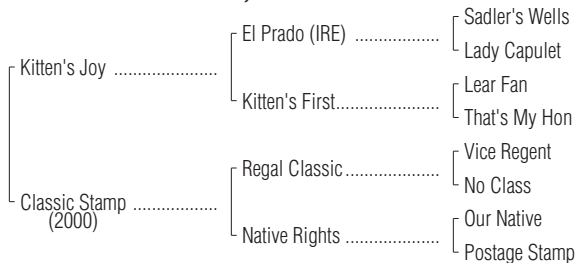 Sadler's Wells
El Prado (IRE) ..................
Lady Capulet
Kitten's Joy ......................
Lear Fan
Kitten's First......................
That's My Hon
Vice Regent
Regal Classic....................
No Class
Classic Stamp ..................
(2000)
Our Native
Native Rights ....................
Postage Stamp